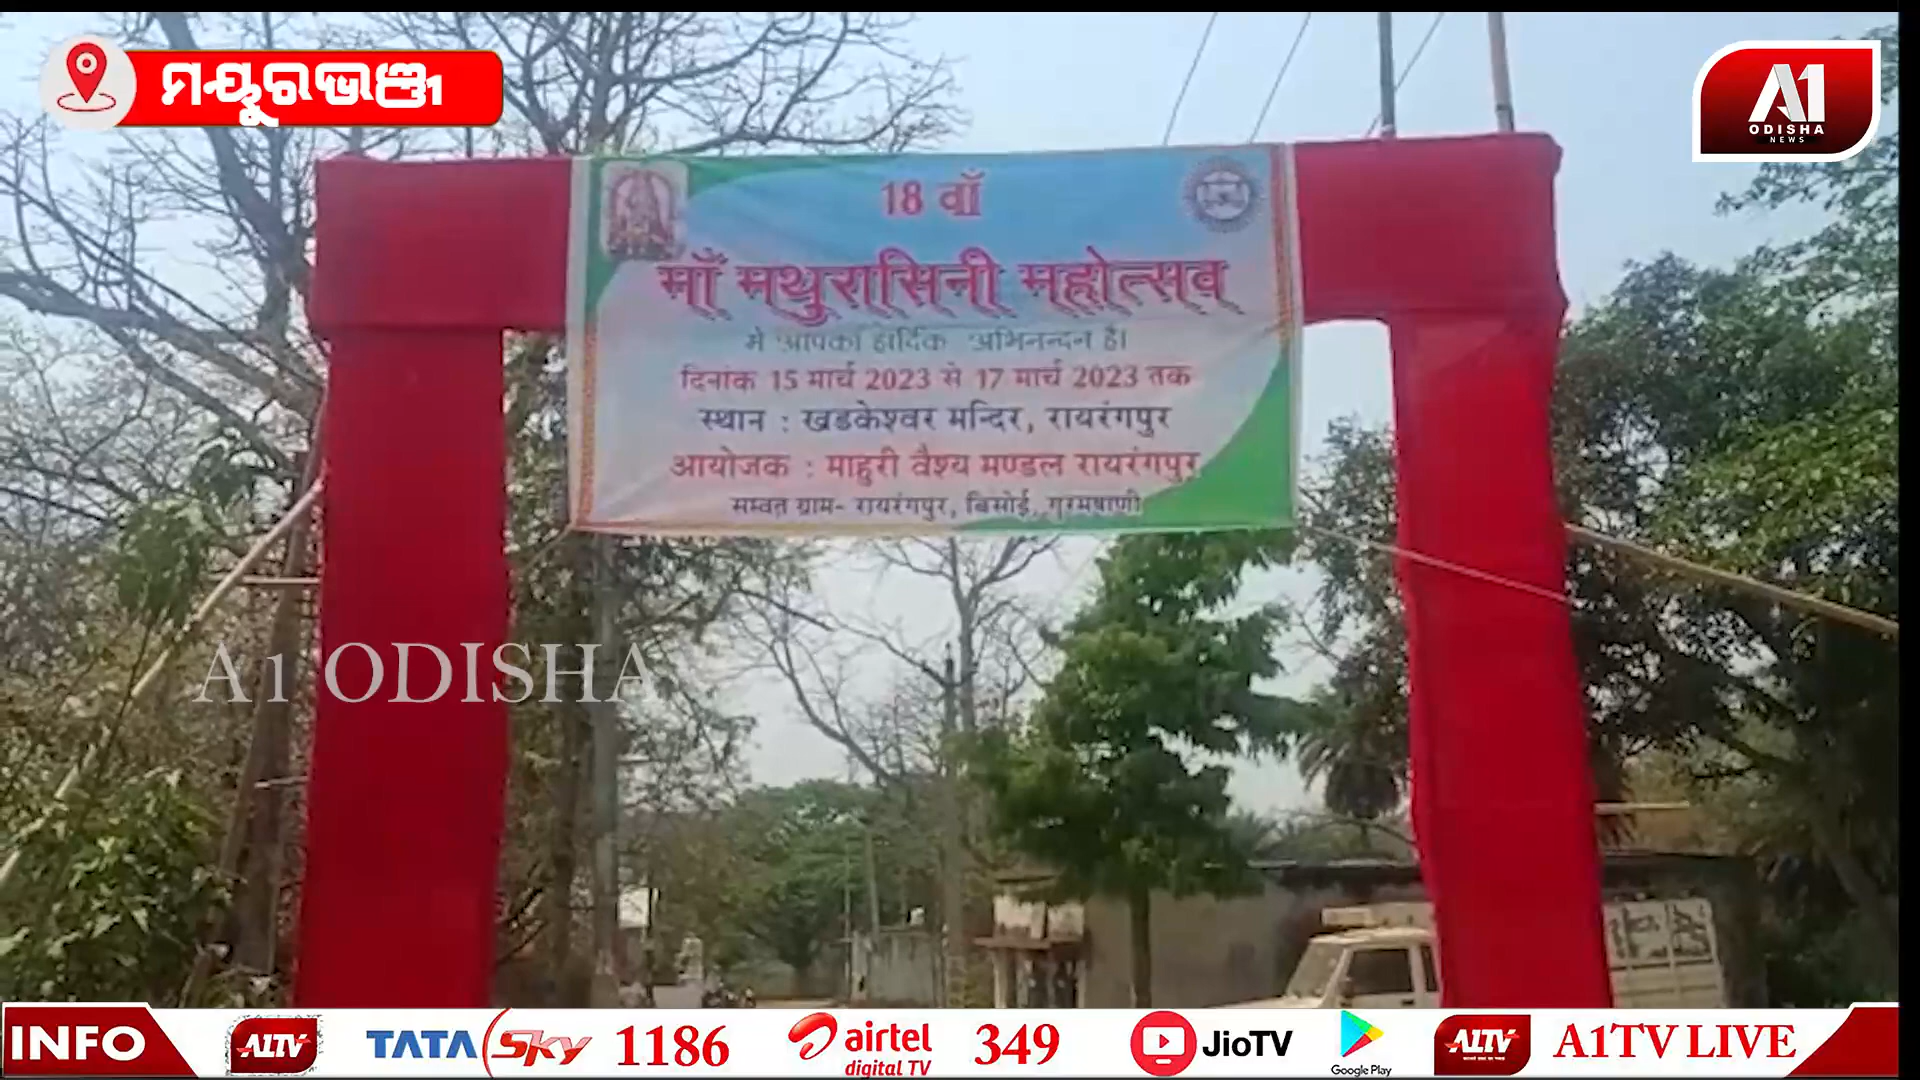 ମୟୂରଭଞ୍ଜ
A1
ODISHA
NEWS
18 वाँ
माँ मथुरासिनी महोत्सव
मे आपका हार्दिक अभिनन्दन है।
दिनांक 15 मार्च 2023 से 17 मार्च 2023 तक
स्थान : खडकेश्वर मन्दिर, रायरंगपुर
आयोजक : माहुरी वैश्य मण्डल रायरंगपुर
सम्वत ग्राम- रायरंगपुर, बिसोई, गुरमषाणी
A1 ODISHA
INFO A1TV TATA Sky 1186 airtel digital TV 349 JioTV Google Play A1TV A1TV LIVE